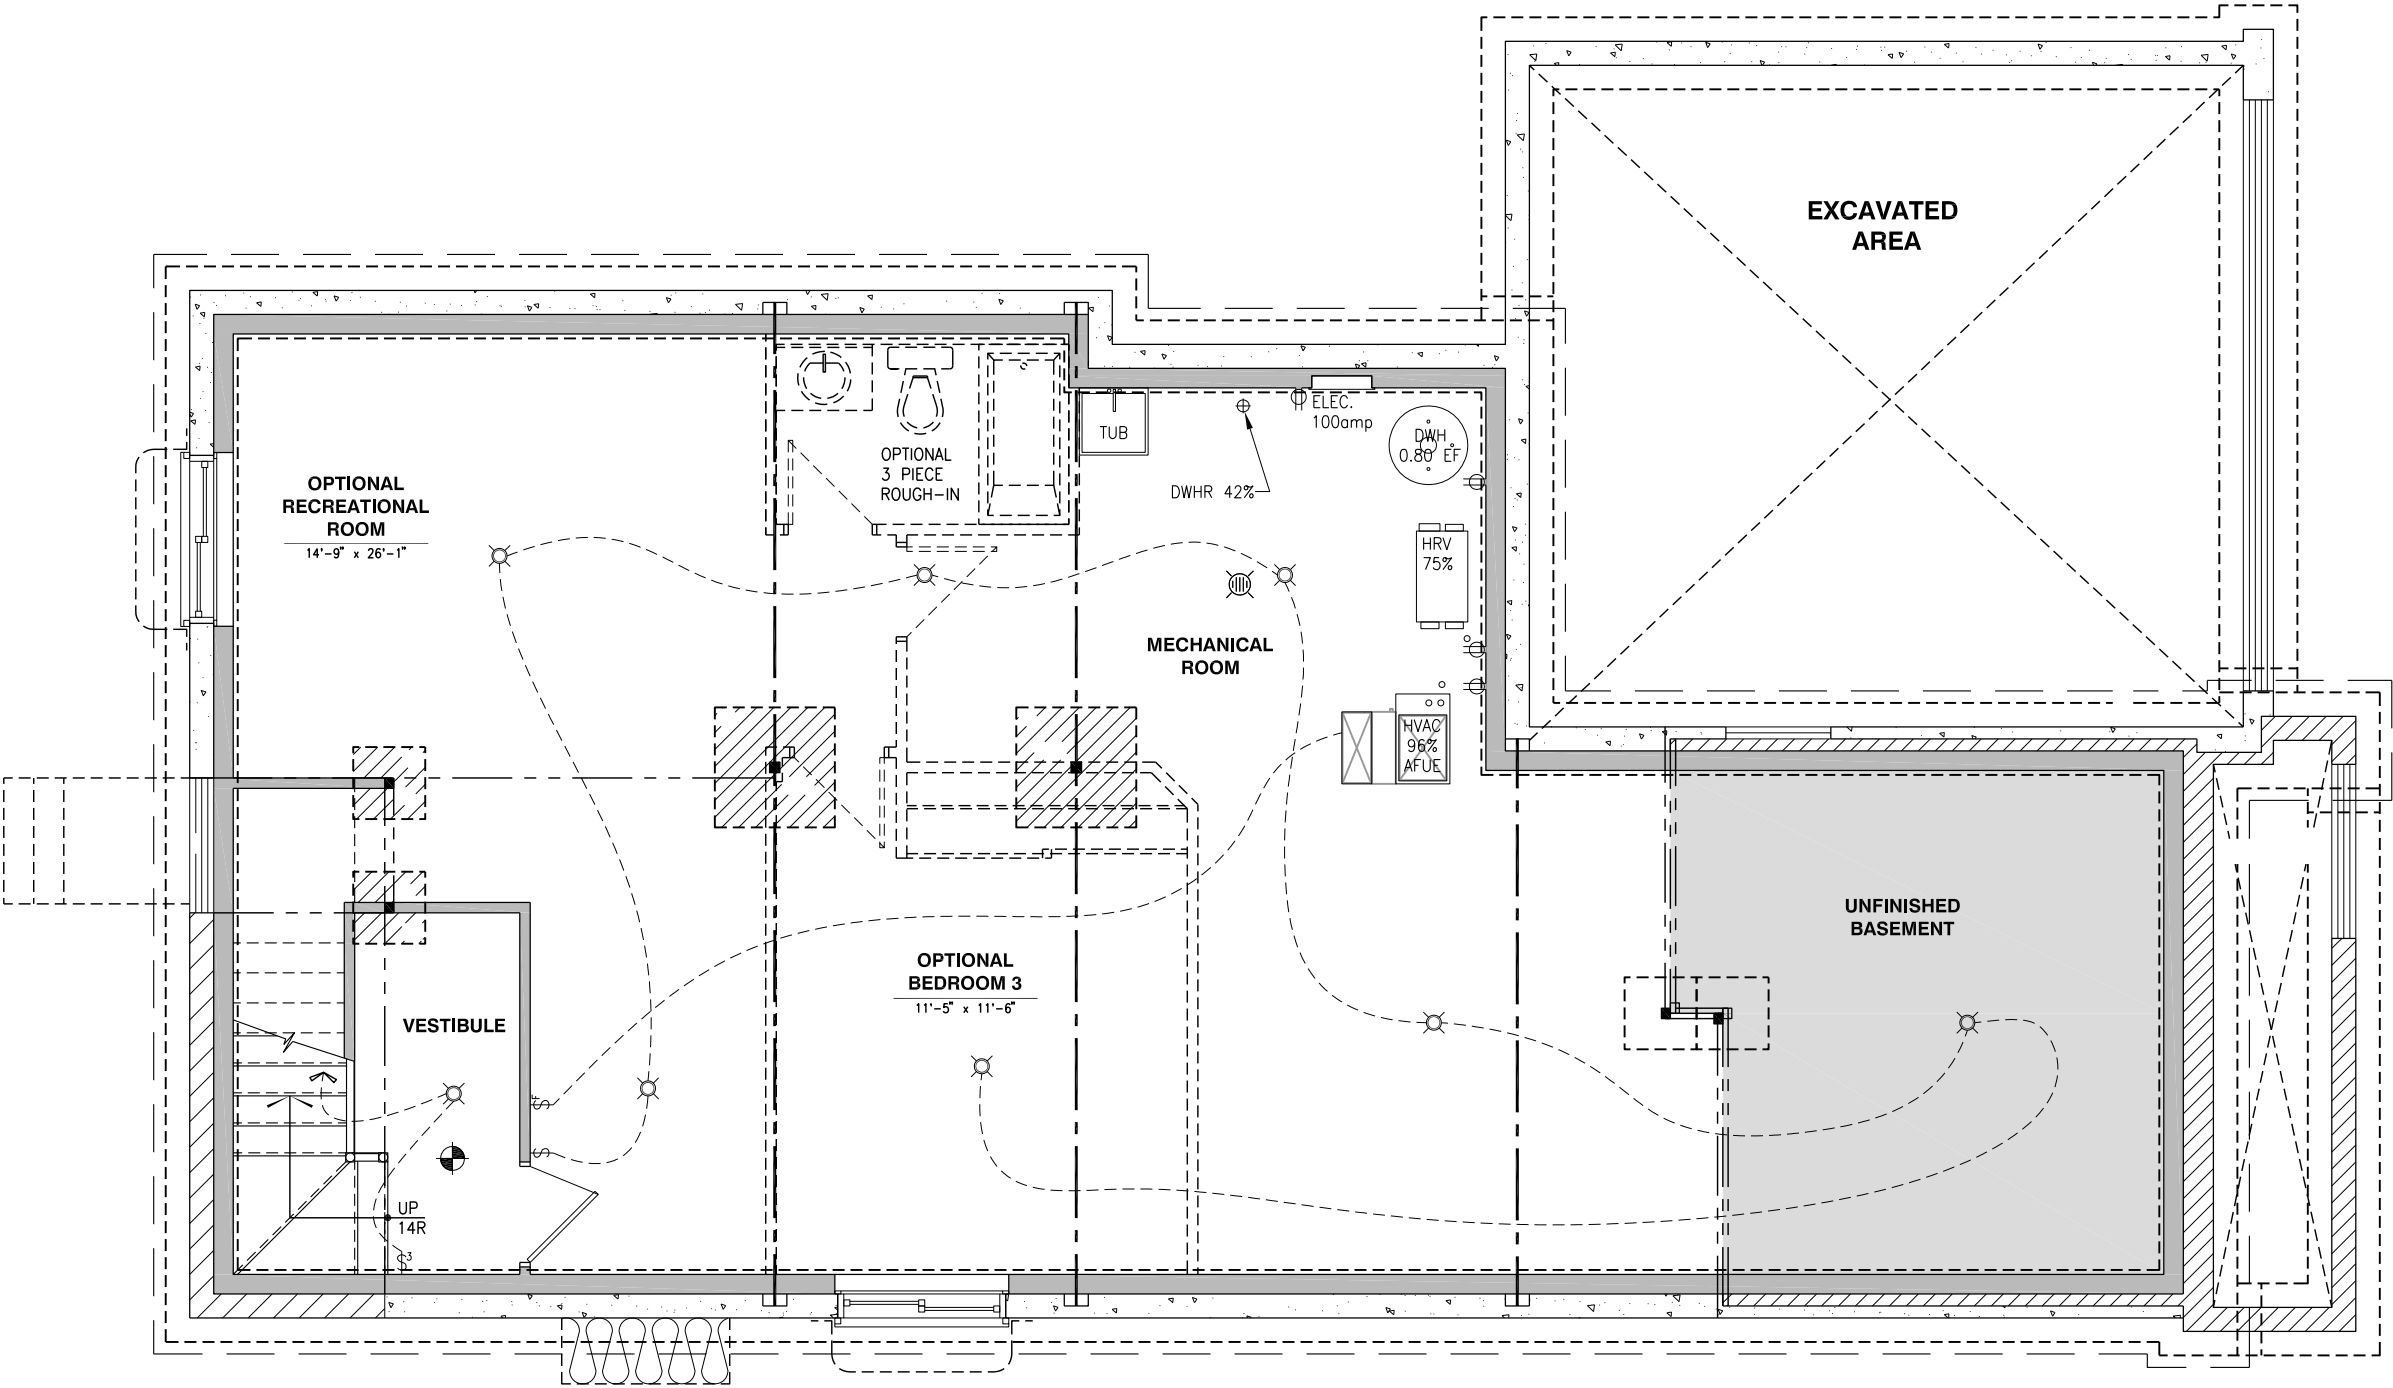 EXCAVATED
AREA
ELEC.
100amp
TUB
DWH
0.80 EF
OPTIONAL
3 PIECE
ROUGH-IN
DWHR 42%
OPTIONAL
RECREATIONAL
ROOM
14'-9" x 26'-1"
HRV
75%
MECHANICAL
ROOM
HVAC
96%
AFUE
UNFINISHED
BASEMENT
OPTIONAL
BEDROOM 3
11'-5" x 11'-6"
VESTIBULE
S F
S
UP
14R
S 3